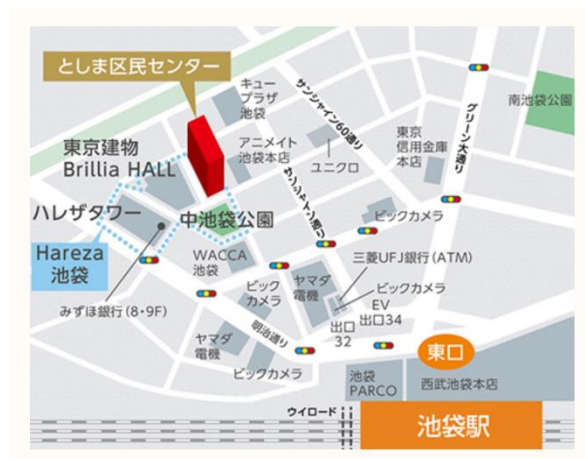 としま区民センター
キュー
プラザ
池袋
サンシャイン60通り
グリーン大通り
南池袋公園
東京建物
Brillia HALL
アニメイト
池袋本店
ユニクロ
東京
信用金庫
本店
サンシャイン通り
ハレザタワー
中池袋公園
ビックカメラ
Hareza
池袋
WACCA
池袋
三菱UFJ銀行(ATM)
みずほ銀行(8・9F)
ビック
カメラ
ヤマダ
電機
ビックカメラ
EV
出口34
出口
32
明治通り
ヤマダ
電機
ビックカメラ
東口
池袋
PARCO
西武池袋本店
ウイロード
池袋駅